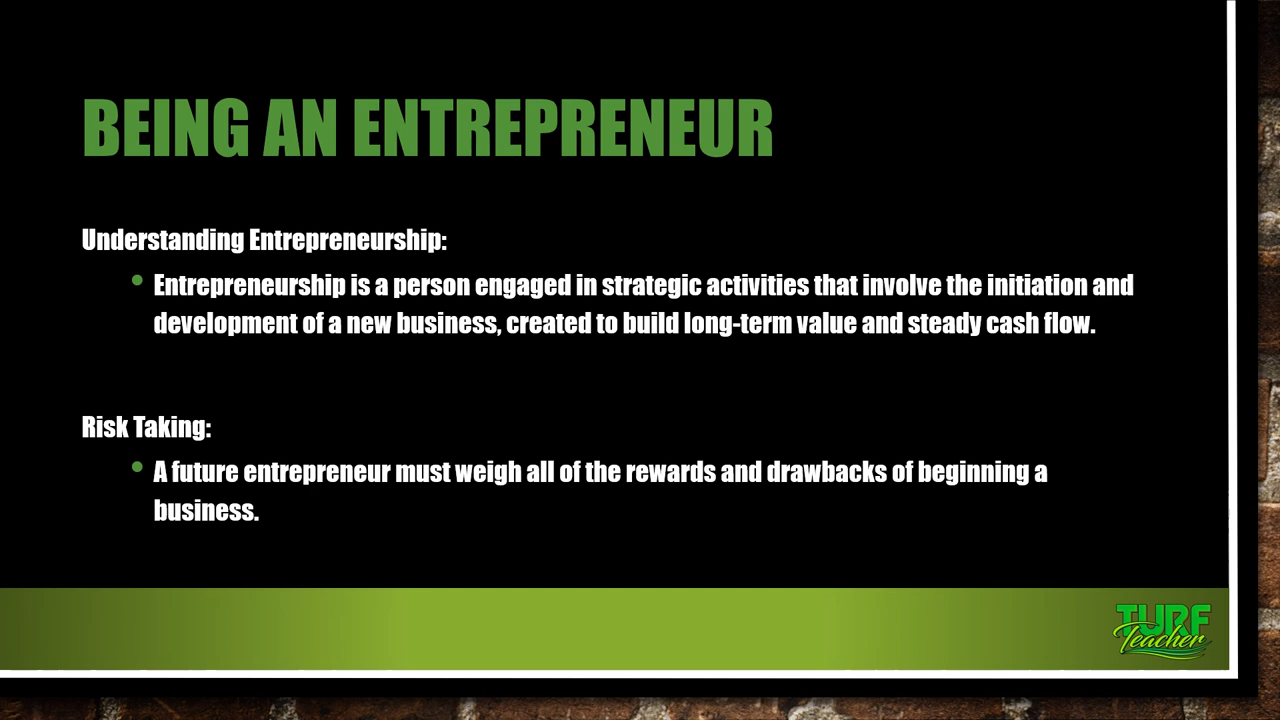 BEING AN ENTREPRENEUR
Understanding Entrepreneurship:
• Entrepreneurship is a person engaged in strategic activities that involve the initiation and
development of a new business, created to build long-term value and steady cash flow.
Risk Taking:
• A future entrepreneur must weigh all of the rewards and drawbacks of beginning a
business.
TURF
Teacher